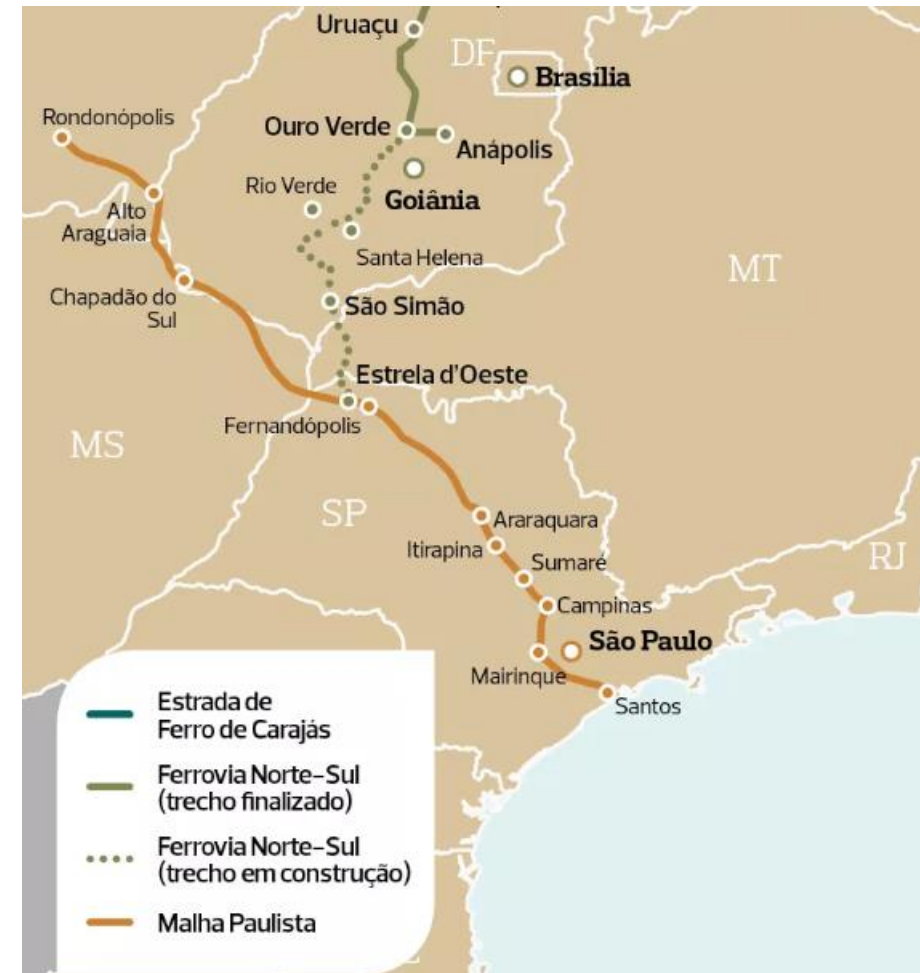 Uruaçu
DF
Brasília
Rondonópolis
Ouro Verde
Anápolis
Rio Verde
Goiânia
Alto
Araguaia
Santa Helena
MT
Chapadão do
Sul
São Simão
Estrela d'Oeste
Fernandópolis
MS
SP
Araraquara
Itirapina
Sumaré
RJ
Campinas
São Paulo
Mairinque
Santos
Estrada de
Ferro de Carajás
Ferrovia Norte-Sul
(trecho finalizado)
Ferrovia Norte-Sul
(trecho em construção)
Malha Paulista